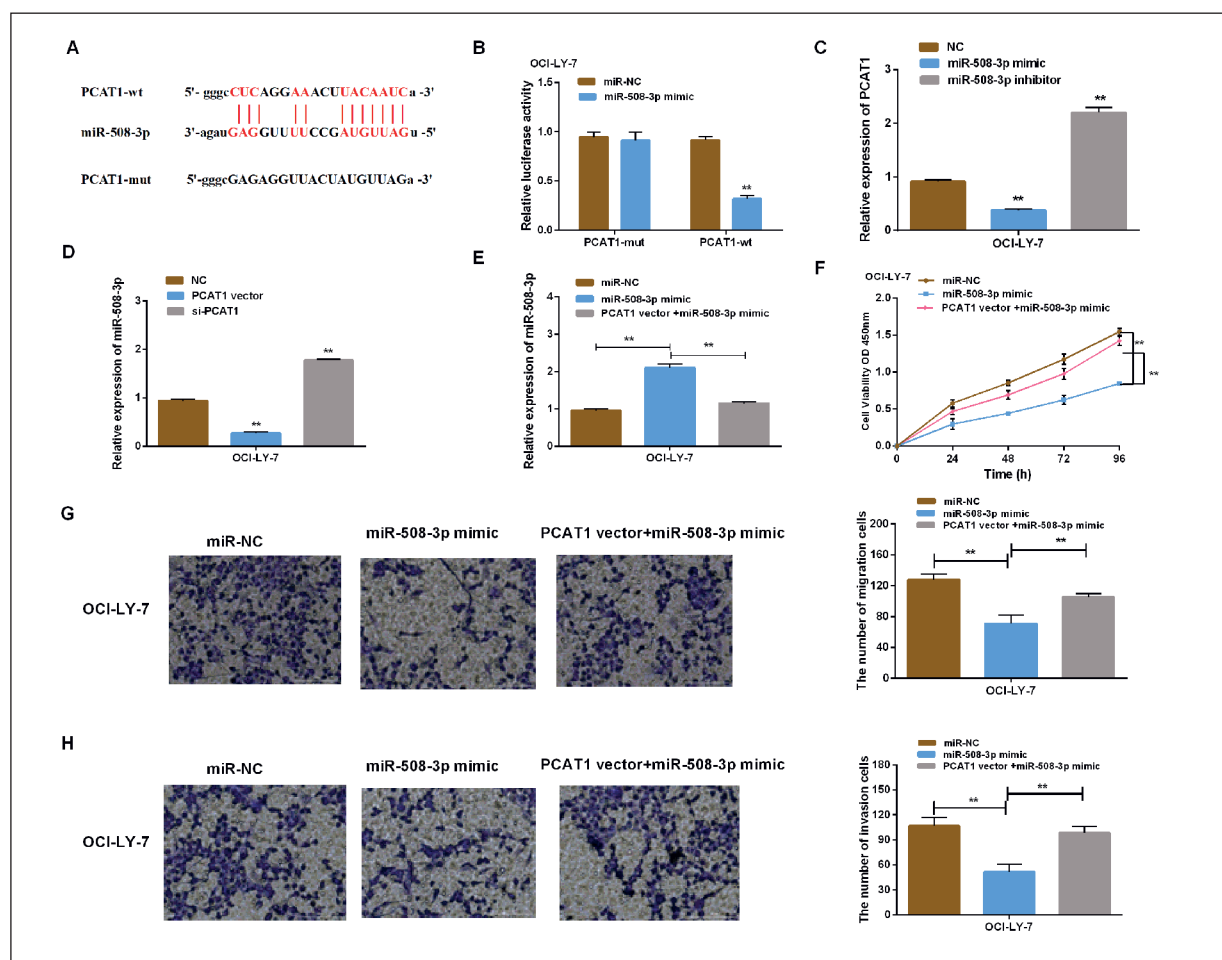 A
PCAT1-wt 5'- gggcCUCAGGAAACUUACAAUCa -3'
miR-508-3p 3'-agauGAGGUUUUCCGAUGUUAGu -5'
PCAT1-mut 5'-gggcGAGAGGUUACUAUGUUAGa -3'
B
OCI-LY-7
miR-NC
miR-508-3p mimic
Relative luciferase activity
1.5
1.0
0.5
0.0
**
PCAT1-mut PCAT1-wt
C
NC
miR-508-3p mimic
miR-508-3p inhibitor
Relative expression of PCAT1
3
2
1
0
**
**
OCI-LY-7
D
NC
PCAT1 vector
si-PCAT1
Relative expression of miR-508-3p
3
2
1
0
**
**
OCI-LY-7
E
miR-NC
miR-508-3p mimic
PCAT1 vector +miR-508-3p mimic
Relative expression of miR-508-3p
4
3
2
1
0
** **
OCI-LY-7
F
OCI-LY-7
miR-NC
miR-508-3p mimic
PCAT1 vector +miR-508-3p mimic
Cell Viability OD 450nm
2.0
1.5
1.0
0.5
0.0
**
**
0 24 48 72 96
Time (h)
G
miR-NC miR-508-3p mimic PCAT1 vector+miR-508-3p mimic
OCI-LY-7
miR-NC
miR-508-3p mimic
PCAT1 vector +miR-508-3p mimic
The number of migration cells
200
160
120
80
40
0
** **
OCI-LY-7
H
miR-NC miR-508-3p mimic PCAT1 vector+miR-508-3p mimic
OCI-LY-7
miR-NC
miR-508-3p mimic
PCAT1 vector +miR-508-3p mimic
The number of invasion cells
180
150
120
90
60
30
0
** **
OCI-LY-7